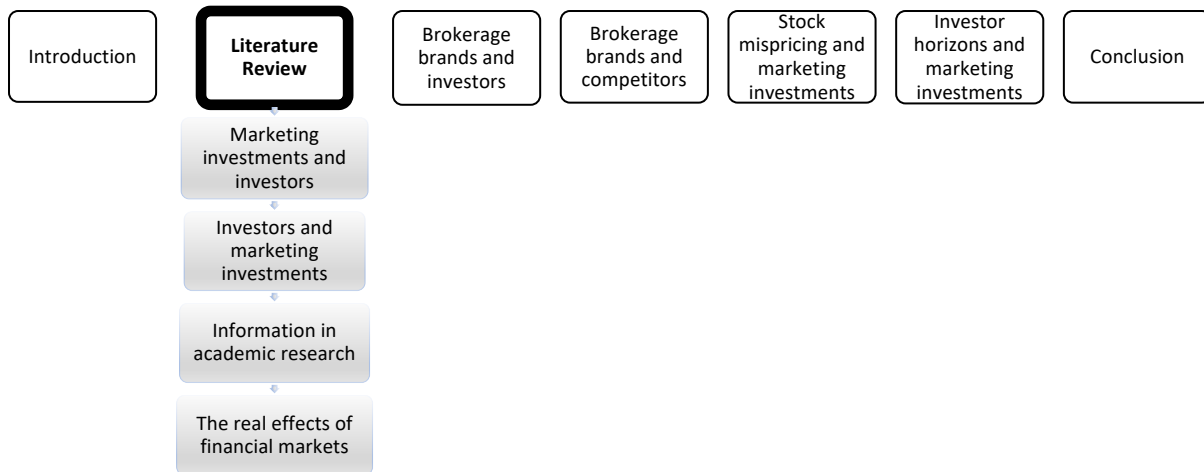 Introduction
Literature
Review
Brokerage
brands and
investors
Brokerage
brands and
competitors
Stock
mispricing and
marketing
investments
Investor
horizons and
marketing
investments
Conclusion
Marketing
investments and
investors
Investors and
marketing
investments
Information in
academic research
The real effects of
financial markets